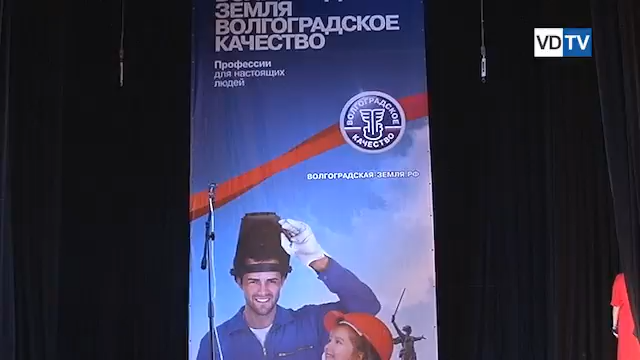 ЗЕМЛЯ
ВОЛГОГРАДСКОЕ
КАЧЕСТВО
Профессии
для настоящих
людей
ВОЛГОГРАДСКОЕ
КАЧЕСТВО
ВОЛГОГРАДСКАЯ-ЗЕМЛЯ.РФ
VDTV